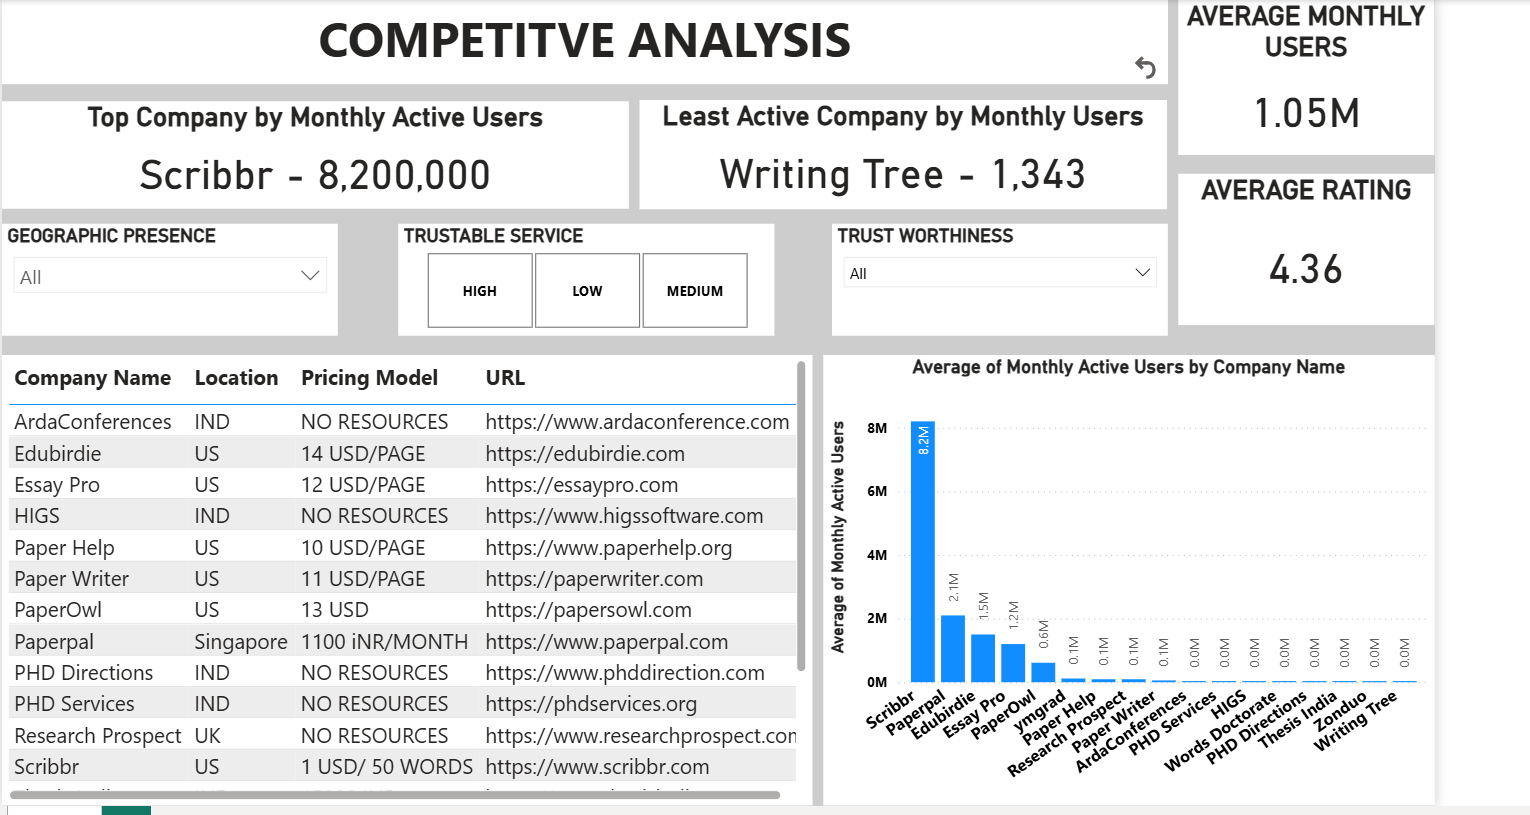 COMPETITVE ANALYSIS
AVERAGE MONTHLY
USERS
1.05M
Top Company by Monthly Active Users
Scribbr - 8,200,000
Least Active Company by Monthly Users
Writing Tree - 1,343
AVERAGE RATING
4.36
GEOGRAPHIC PRESENCE
All
TRUSTABLE SERVICE
HIGH
LOW
MEDIUM
TRUST WORTHINESS
All
Company Name Location Pricing Model URL
ArdaConferences IND NO RESOURCES https://www.ardaconference.com
Edubirdie US 14 USD/PAGE https://edubirdie.com
Essay Pro US 12 USD/PAGE https://essaypro.com
HIGS IND NO RESOURCES https://www.higssoftware.com
Paper Help US 10 USD/PAGE https://www.paperhelp.org
Paper Writer US 11 USD/PAGE https://paperwriter.com
PaperOwl US 13 USD https://papersowl.com
Paperpal Singapore 1100 iNR/MONTH https://www.paperpal.com
PHD Directions IND NO RESOURCES https://www.phddirection.com
PHD Services IND NO RESOURCES https://phdservices.org
Research Prospect UK NO RESOURCES https://www.researchprospect.com
Scribbr US 1 USD/ 50 WORDS https://www.scribbr.com
Average of Monthly Active Users by Company Name
Average of Monthly Active Users
8M
6M
4M
2M
0M
8.2M
2.1M
1.5M
1.2M
0.6M
0.1M
0.1M
0.1M
0.1M
0.0M
0.0M
0.0M
0.0M
0.0M
0.0M
0.0M
0.0M
Scribbr
Paperpal
Edubirdie
Essay Pro
PaperOwl
ymgrad
Paper Help
Research Prospect
Paper Writer
ArdaConferences
PHD Services
HIGS
Words Doctorate
PHD Directions
Thesis India
Zonduo
Writing Tree